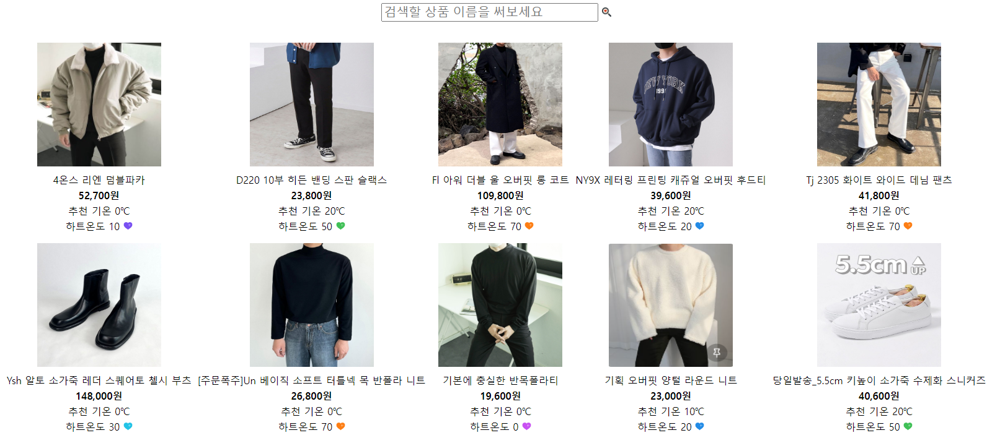 검색할 상품 이름을 써보세요
NEW YORK
199
4온스 리엔 덤블파카
52,700원
추천 기온 0℃
하트온도 10
D220 10부 히든 밴딩 스판 슬랙스
23,800원
추천 기온 20℃
하트온도 50
Fl 아워 더블 울 오버핏 롱 코트
109,800원
추천 기온 0℃
하트온도 70
NY9X 레터링 프린팅 캐쥬얼 오버핏 후드티
39,600원
추천 기온 20℃
하트온도 20
Tj 2305 화이트 와이드 데님 팬츠
41,800원
추천 기온 0℃
하트온도 70
5.5cm
UP
Ysh 알토 소가죽 레더 스퀘어토 첼시 부츠
148,000원
추천 기온 0℃
하트온도 30
[주문폭주]Un 베이직 소프트 터틀넥 목 반폴라 니트
26,800원
추천 기온 0℃
하트온도 70
기본에 충실한 반목폴라티
19,600원
추천 기온 0℃
하트온도 0
기획 오버핏 양털 라운드 니트
23,000원
추천 기온 10℃
하트온도 20
당일발송_5.5cm 키높이 소가죽 수제화 스니커즈
40,600원
추천 기온 20℃
하트온도 50